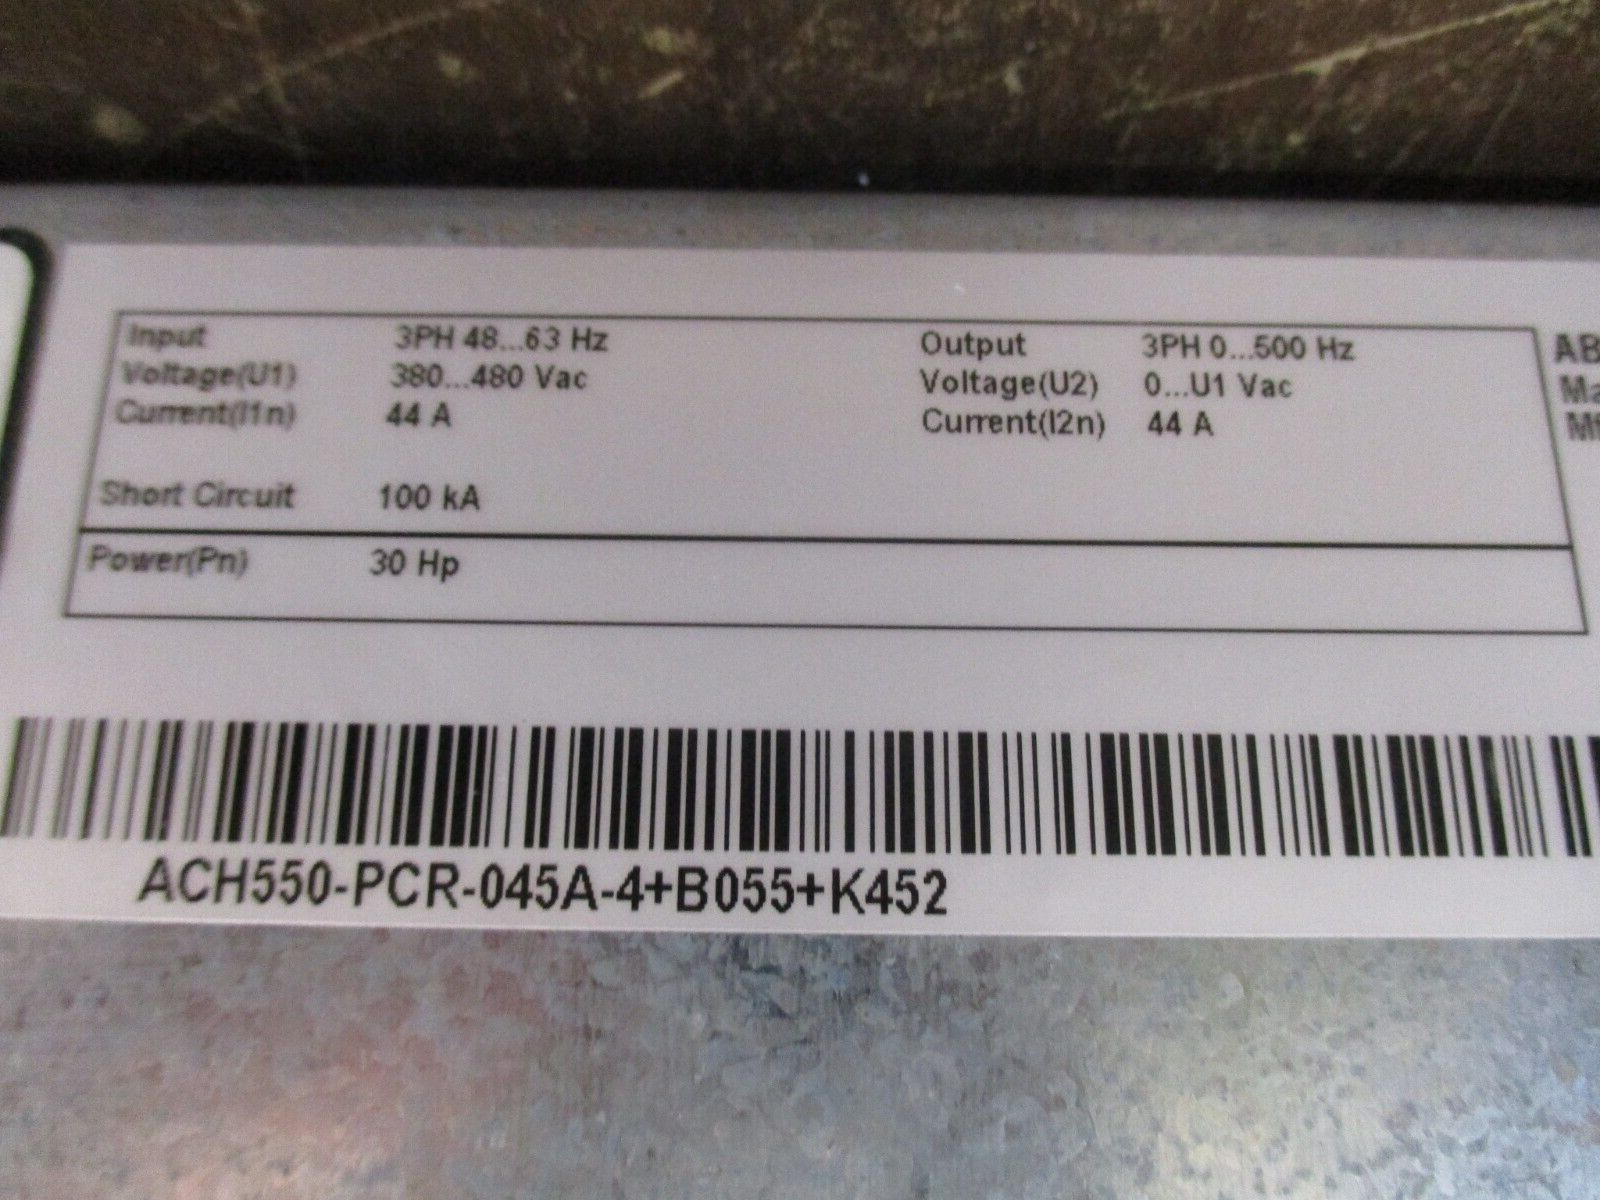 Input 3PH 48...63 Hz Output 3PH 0...500 Hz
Voltage(U1) 380...480 Vac Voltage(U2) 0...U1 Vac
Current(I1n) 44 A Current(I2n) 44 A
Short Circuit 100 kA
Power(Pn) 30 Hp
AB
Ma
ACH550-PCR-045A-4+B055+K452